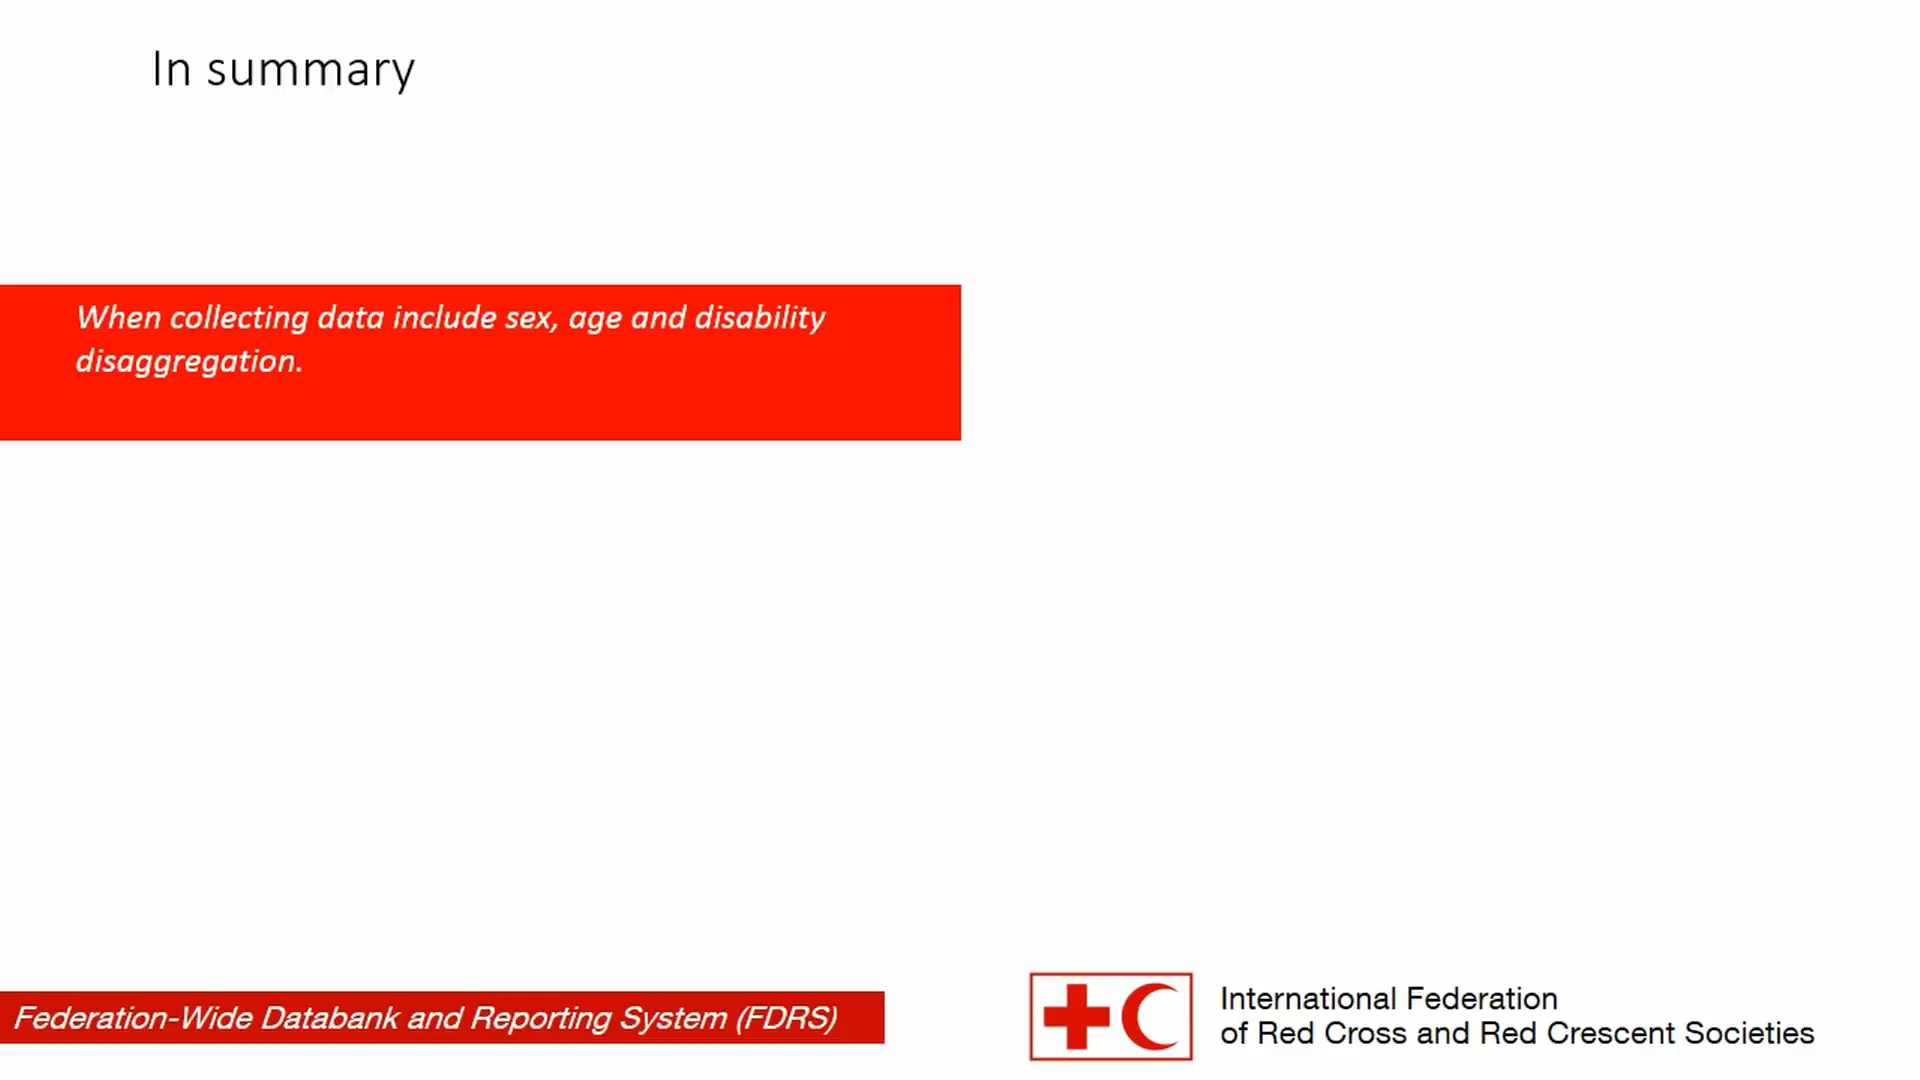 In summary
When collecting data include sex, age and disability
disaggregation.
Federation-Wide Databank and Reporting System (FDRS)
International Federation
of Red Cross and Red Crescent Societies